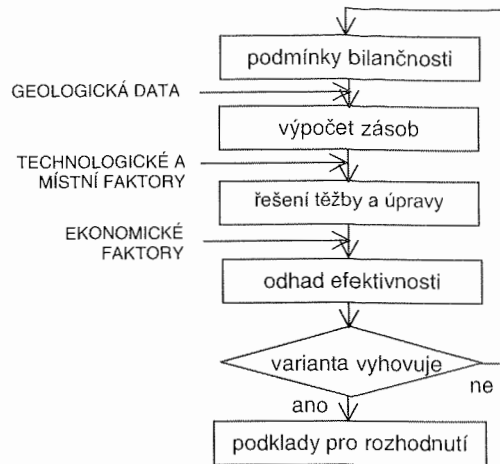 podmínky bilančnosti
GEOLOGICKÁ DATA
výpočet zásob
TECHNOLOGICKÉ A
MÍSTNÍ FAKTORY
řešení těžby a úpravy
EKONOMICKÉ
FAKTORY
odhad efektivnosti
varianta vyhovuje
ne
ano
podklady pro rozhodnutí